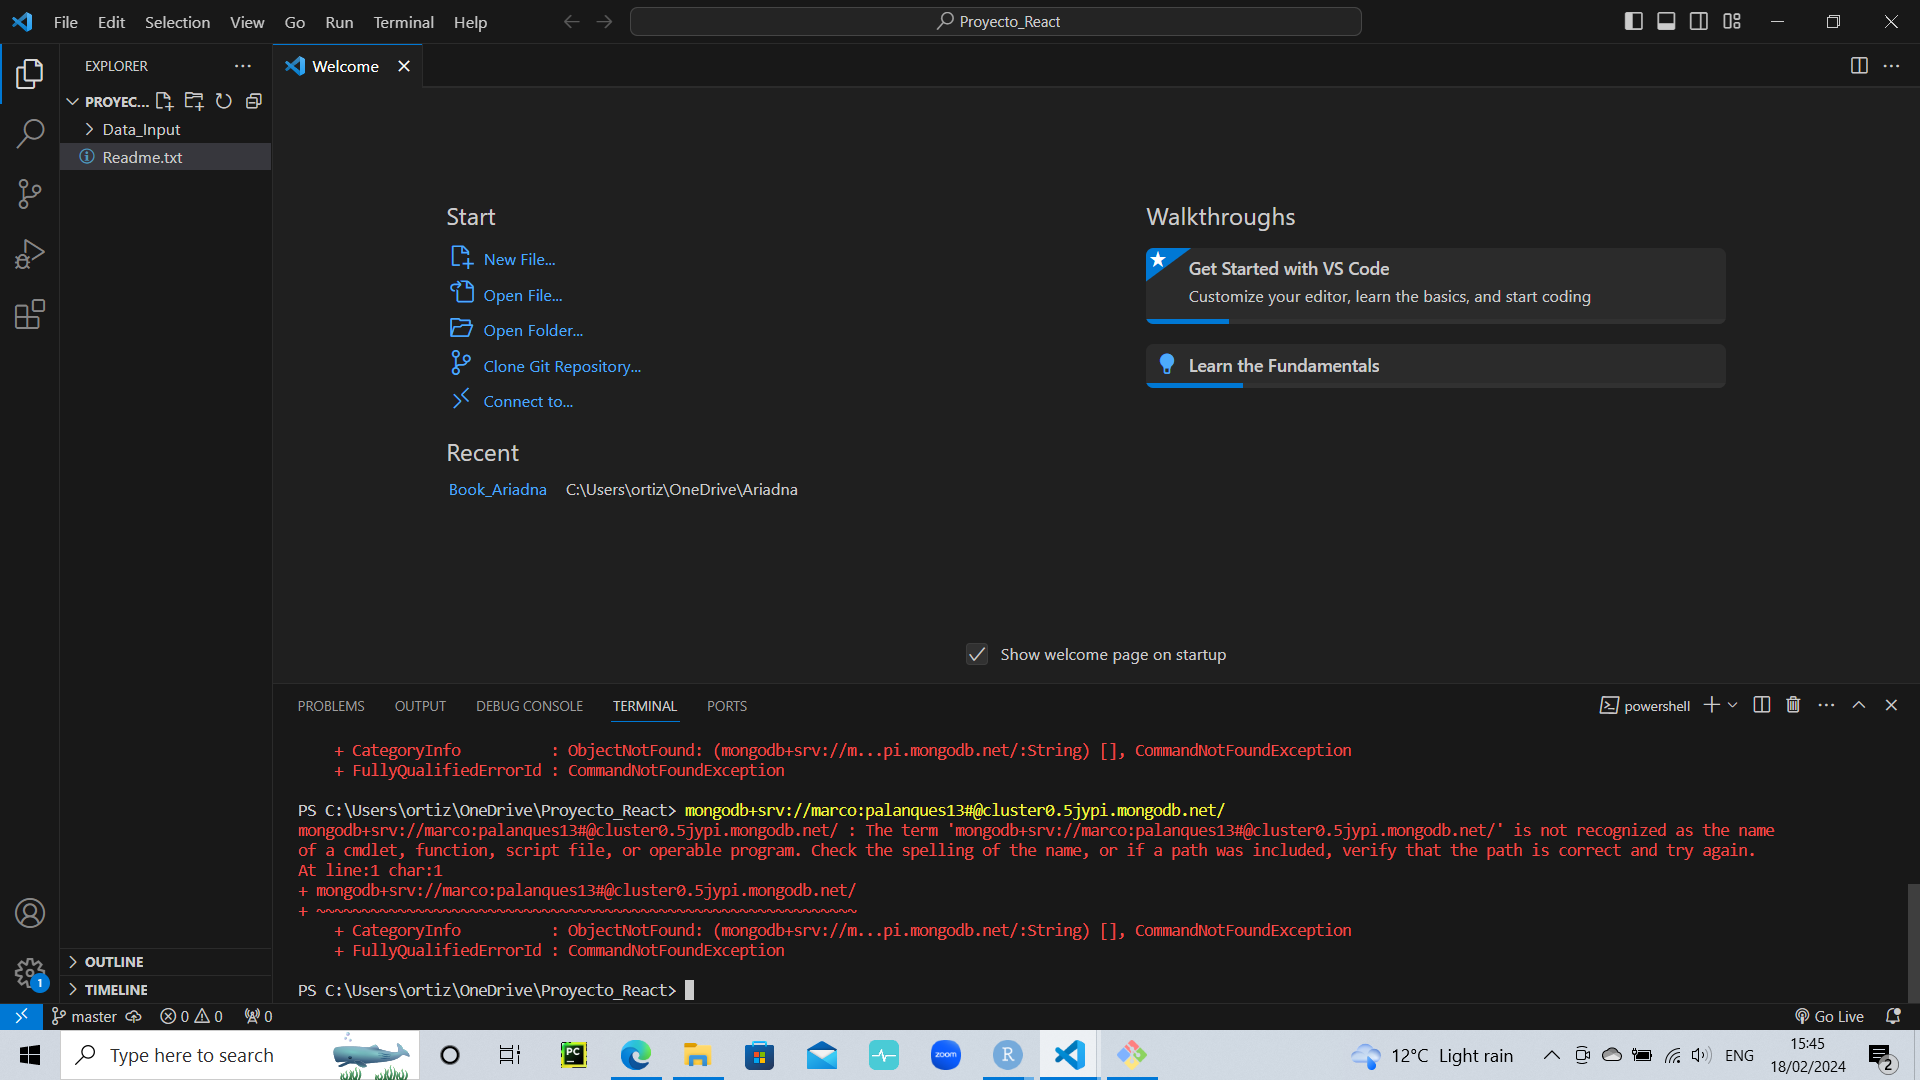 File Edit Selection View Go Run Terminal Help
Proyecto_React
EXPLORER
Welcome
PROYEC...
Data_Input
Readme.txt
Start
New File...
Open File...
Open Folder...
Clone Git Repository...
Connect to...
Recent
Book_Ariadna C:\Users\ortiz\OneDrive\Ariadna
Walkthroughs
Get Started with VS Code
Customize your editor, learn the basics, and start coding
Learn the Fundamentals
Show welcome page on startup
PROBLEMS OUTPUT DEBUG CONSOLE TERMINAL PORTS
powershell
+ CategoryInfo : ObjectNotFound: (mongodb+srv://m...pi.mongodb.net/:String) [], CommandNotFoundException
+ FullyQualifiedErrorId : CommandNotFoundException
PS C:\Users\ortiz\OneDrive\Proyecto_React> mongodb+srv://marco:palanques13#@cluster0.5jypi.mongodb.net/
mongodb+srv://marco:palanques13#@cluster0.5jypi.mongodb.net/ : The term 'mongodb+srv://marco:palanques13#@cluster0.5jypi.mongodb.net/' is not recognized as the name
of a cmdlet, function, script file, or operable program. Check the spelling of the name, or if a path was included, verify that the path is correct and try again.
At line:1 char:1
+ mongodb+srv://marco:palanques13#@cluster0.5jypi.mongodb.net/
+ ~~~~~~~~~~~~~~~~~~~~~~~~~~~~~~~~~~~~~~~~~~~~~~~~~~~~~~~~~~~~
+ CategoryInfo : ObjectNotFound: (mongodb+srv://m...pi.mongodb.net/:String) [], CommandNotFoundException
+ FullyQualifiedErrorId : CommandNotFoundException
PS C:\Users\ortiz\OneDrive\Proyecto_React>
OUTLINE
1
TIMELINE
master 0 0 0
Go Live
Type here to search
PC
zoom
R
12°C Light rain
ENG
15:45
18/02/2024
2